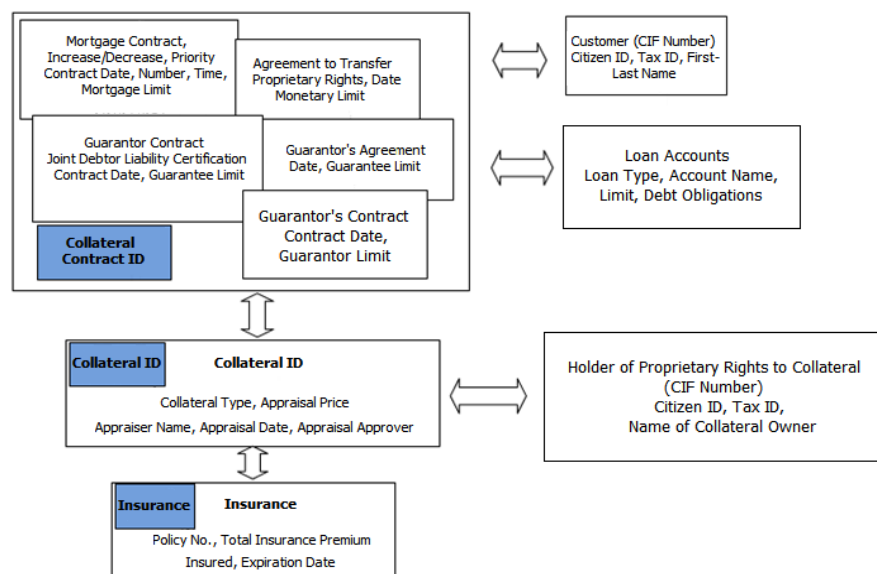 Mortgage Contract,
Increase/Decrease, Priority
Contract Date, Number, Time,
Mortgage Limit
Agreement to Transfer
Proprietary Rights, Date
Monetary Limit
Customer (CIF Number)
Citizen ID, Tax ID, First-
Last Name
Guarantor Contract
Joint Debtor Liability Certification
Contract Date, Guarantee Limit
Guarantor's Agreement
Date, Guarantee Limit
Loan Accounts
Loan Type, Account Name,
Limit, Debt Obligations
Guarantor's Contract
Contract Date,
Guarantor Limit
Collateral
Contract ID
Collateral ID
Collateral ID
Collateral Type, Appraisal Price
Appraiser Name, Appraisal Date, Appraisal Approver
Holder of Proprietary Rights to Collateral
(CIF Number)
Citizen ID, Tax ID,
Name of Collateral Owner
Insurance
Insurance
Policy No., Total Insurance Premium
Insured, Expiration Date